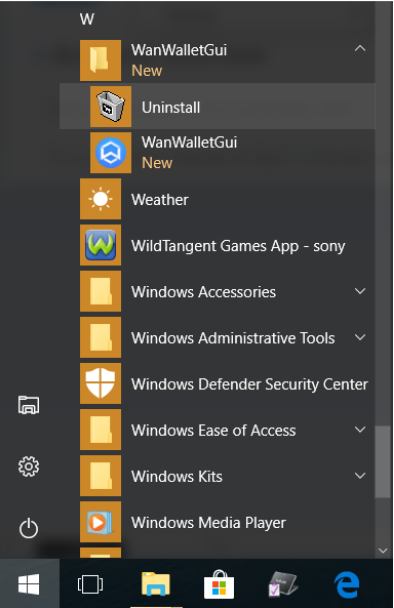 W
WanWalletGui
New
Uninstall
WanWalletGui
New
Weather
WildTangent Games App - sony
Windows Accessories
Windows Administrative Tools
Windows Defender Security Center
Windows Ease of Access
Windows Kits
Windows Media Player